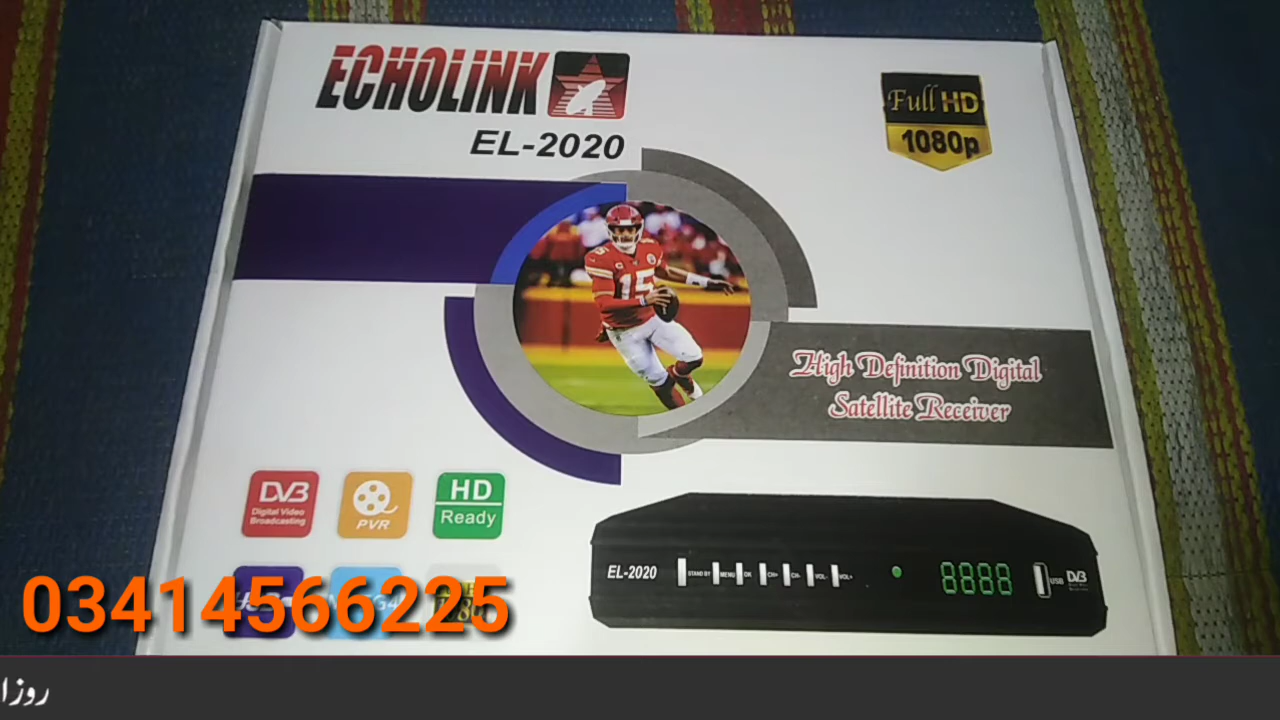 ECHOLINK
EL-2020
Full HD
1080p
15
High Definition Digital
Satellite Receiver
DVB
Digital Video
Broadcasting
PVR
HD
Ready
EL-2020
STAND BY
MENU
OK
CH+
CH-
VOL-
VOL+
8888
USB
DVB
03414566225
روزا